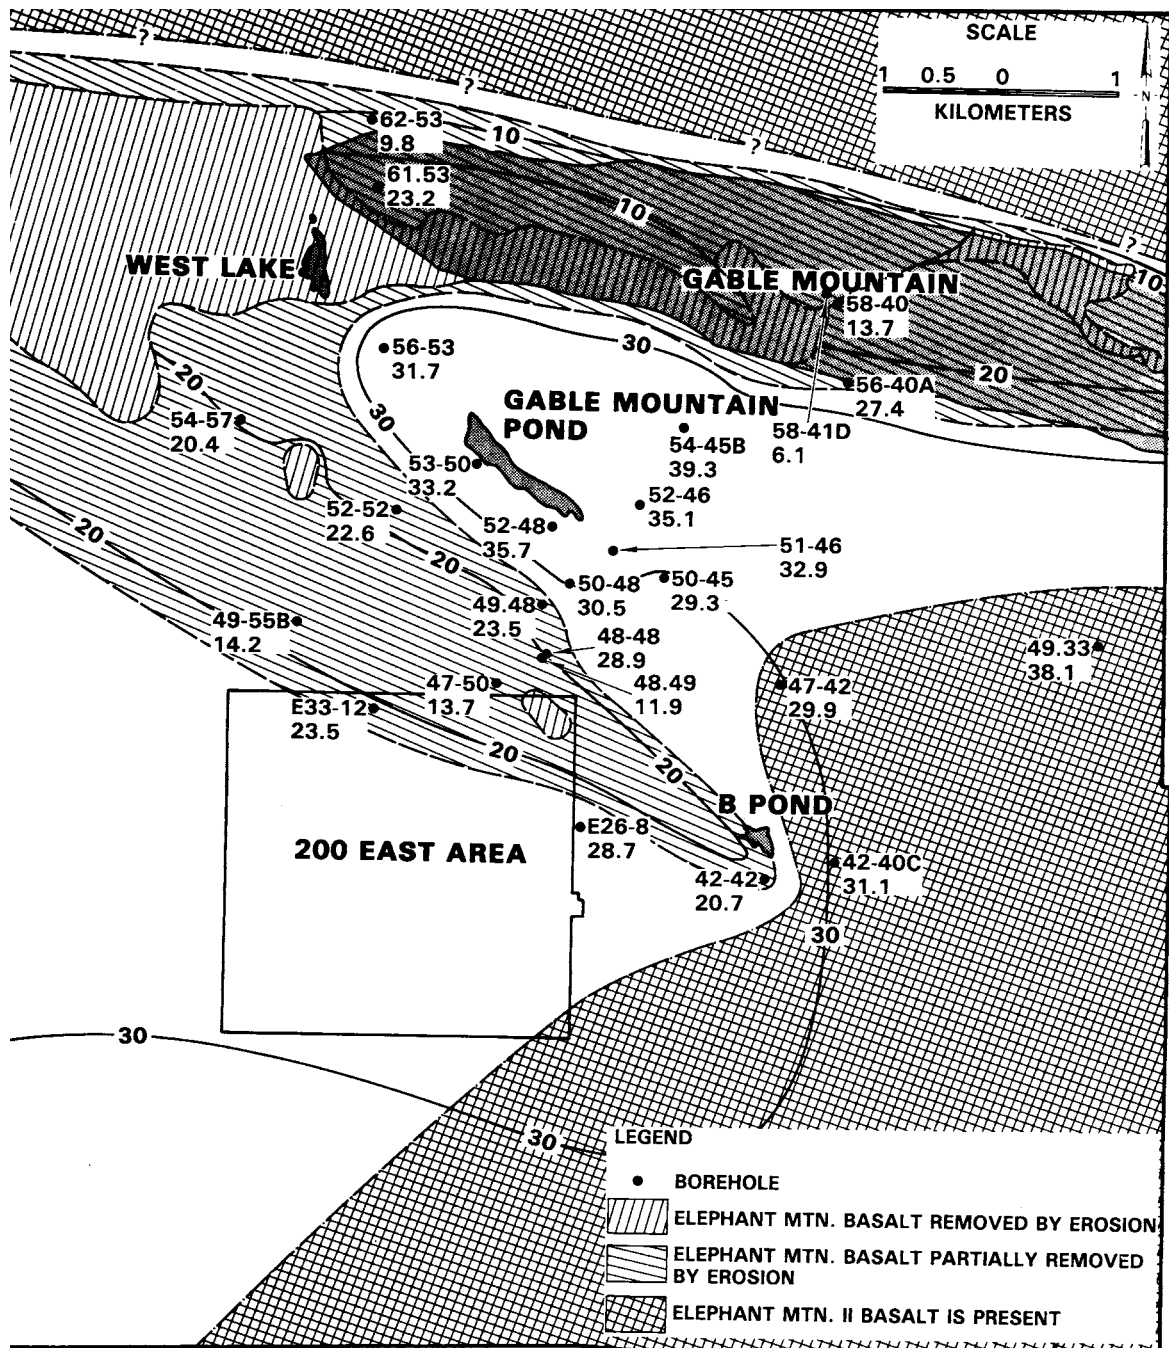 SCALE
1 0.5 0 1
KILOMETERS
N
?
?
?
?
62-53
9.8
10
61.53
23.2
10
WEST LAKE
GABLE MOUNTAIN
10
58-40
13.7
30
56-53
31.7
20
20
56-40A
27.4
GABLE MOUNTAIN
POND
30
54-57
20.4
58-41D
6.1
54-45B
39.3
53-50
33.2
52-46
35.1
52-52
22.6
52-48
35.7
20
51-46
32.9
20
50-48
30.5
50-45
29.3
49.48
23.5
49-55B
14.2
48-48
28.9
49.33
38.1
47-50
13.7
48.49
11.9
47-42
29.9
E33-12
23.5
20
20
B POND
E26-8
28.7
200 EAST AREA
42-42
20.7
42-40C
31.1
30
30
30
LEGEND
BOREHOLE
ELEPHANT MTN. BASALT REMOVED BY EROSION
ELEPHANT MTN. BASALT PARTIALLY REMOVED
BY EROSION
ELEPHANT MTN. II BASALT IS PRESENT